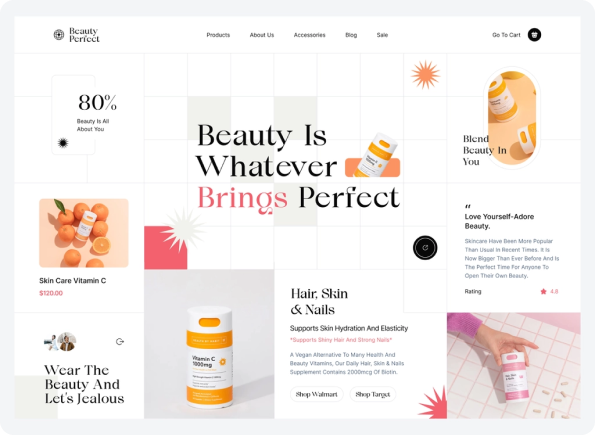 Beauty
Perfect
Products
About Us
Accessories
Blog
Sale
Go To Cart
80%
Beauty Is All
About You
Beauty Is
Whatever
Brings Perfect
Blend
Beauty In
You
Skin Care Vitamin C
$120.00
“
Love Yourself-Adore
Beauty.
Skincare Have Been More Popular
Than Usual In Recent Times. It Is
Now Bigger Than Ever Before And Is
The Perfect Time For Anyone To
Open Their Own Beauty.
Rating
4.8
Wear The
Beauty And
Let's Jealous
Vitamin C
1000mg
Hair, Skin
& Nails
Supports Skin Hydration And Elasticity
*Supports Shiny Hair And Strong Nails*
A Vegan Alternative To Many Health And
Beauty Vitamins, Our Daily Hair, Skin & Nails
Supplement Contains 2000mcg Of Biotin.
Shop Walmart
Shop Target